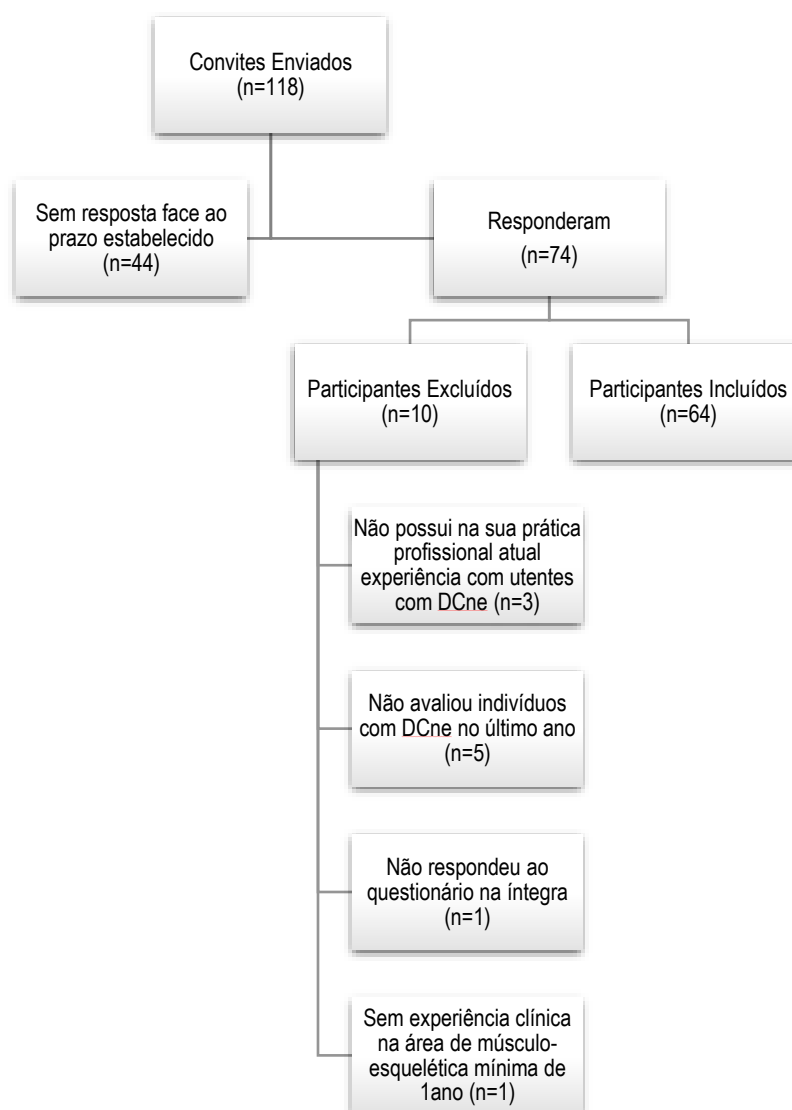 Convites Enviados
(n=118)
Sem resposta face ao
prazo estabelecido
(n=44)
Responderam
(n=74)
Participantes Excluídos
(n=10)
Participantes Incluídos
(n=64)
Não possui na sua prática
profissional atual
experiência com utentes
com DCne (n=3)
Não avaliou indivíduos
com DCne no último ano
(n=5)
Não respondeu ao
questionário na íntegra
(n=1)
Sem experiência clínica
na área de músculo-
esquelética mínima de
1ano (n=1)